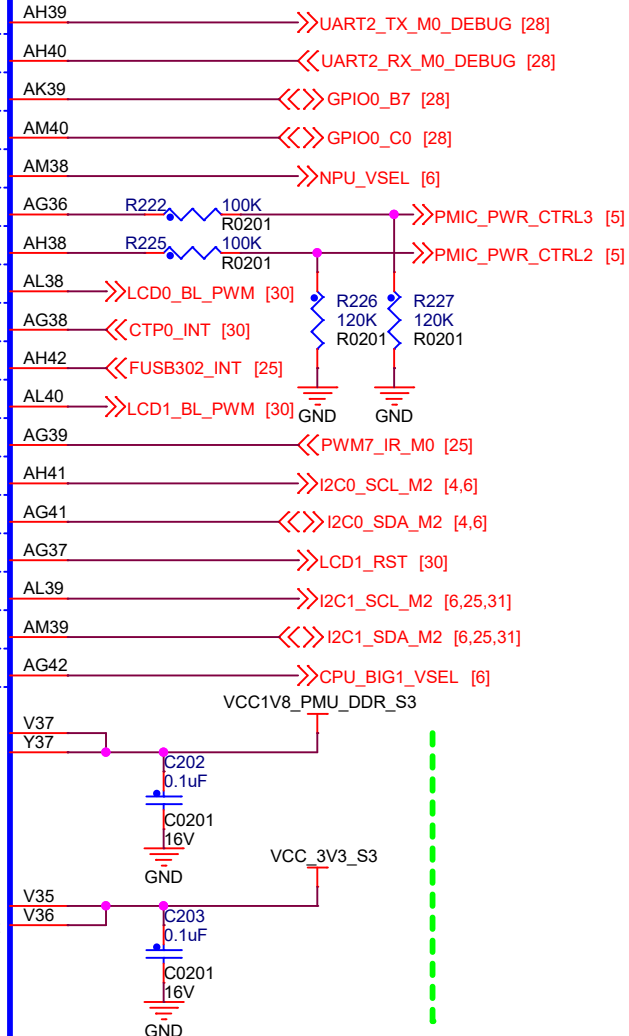 AH39 UART2_TX_M0_DEBUG [28]
AH40 UART2_RX_M0_DEBUG [28]
AK39 GPIO0_B7 [28]
AM40 GPIO0_C0 [28]
AM38 NPU_VSEL [6]
AG36 R222 100K PMIC_PWR_CTRL3 [5]
R0201
AH38 R225 100K PMIC_PWR_CTRL2 [5]
R0201
AL38 LCD0_BL_PWM [30]
R226 R227
120K 120K
R0201 R0201
AG38 CTP0_INT [30]
AH42 FUSB302_INT [25]
AL40 LCD1_BL_PWM [30]
GND GND
AG39 PWM7_IR_M0 [25]
AH41 I2C0_SCL_M2 [4,6]
AG41 I2C0_SDA_M2 [4,6]
AG37 LCD1_RST [30]
AL39 I2C1_SCL_M2 [6,25,31]
AM39 I2C1_SDA_M2 [6,25,31]
AG42 CPU_BIG1_VSEL [6]
VCC1V8_PMU_DDR_S3
V37
Y37
C202
0.1uF
C0201
16V
GND
VCC_3V3_S3
V35
V36
C203
0.1uF
C0201
16V
GND